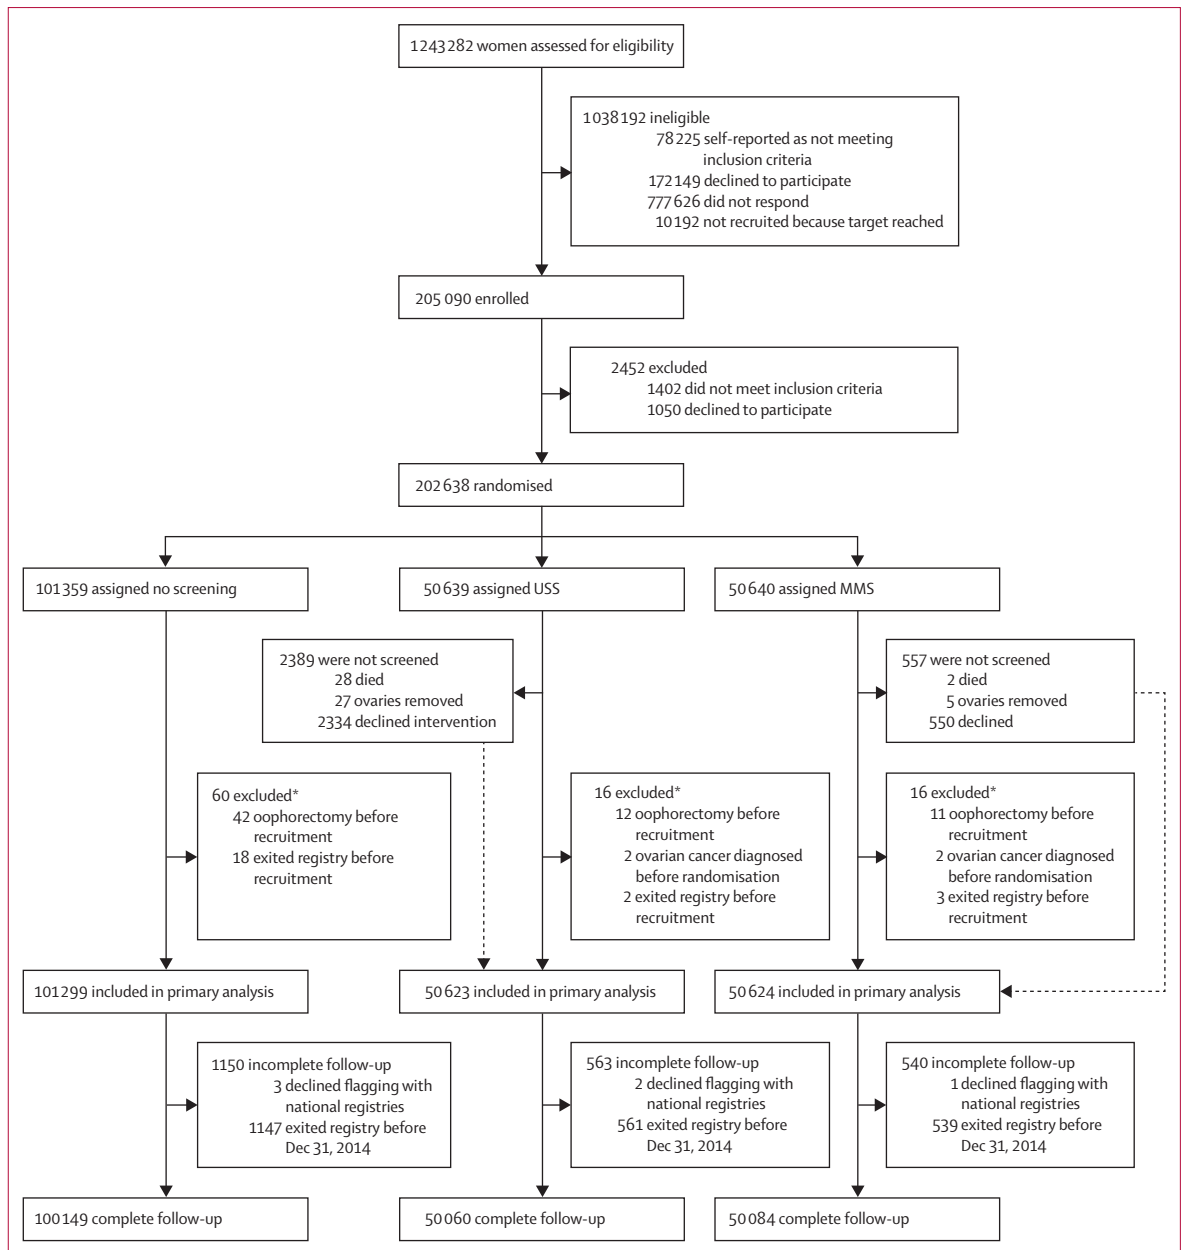 1243282 women assessed for eligibility
1038192 ineligible
78225 self-reported as not meeting
inclusion criteria
172149 declined to participate
777626 did not respond
10192 not recruited because target reached
205090 enrolled
2452 excluded
1402 did not meet inclusion criteria
1050 declined to participate
202638 randomised
101359 assigned no screening
50639 assigned USS
50640 assigned MMS
2389 were not screened
28 died
27 ovaries removed
2334 declined intervention
557 were not screened
2 died
5 ovaries removed
550 declined
60 excluded*
42 oophorectomy before
recruitment
18 exited registry before
recruitment
16 excluded*
12 oophorectomy before
recruitment
2 ovarian cancer diagnosed
before randomisation
2 exited registry before
recruitment
16 excluded*
11 oophorectomy before
recruitment
2 ovarian cancer diagnosed
before randomisation
3 exited registry before
recruitment
101299 included in primary analysis
50623 included in primary analysis
50624 included in primary analysis
1150 incomplete follow-up
3 declined flagging with
national registries
1147 exited registry before
Dec 31, 2014
563 incomplete follow-up
2 declined flagging with
national registries
561 exited registry before
Dec 31, 2014
540 incomplete follow-up
1 declined flagging with
national registries
539 exited registry before
Dec 31, 2014
100149 complete follow-up
50060 complete follow-up
50084 complete follow-up